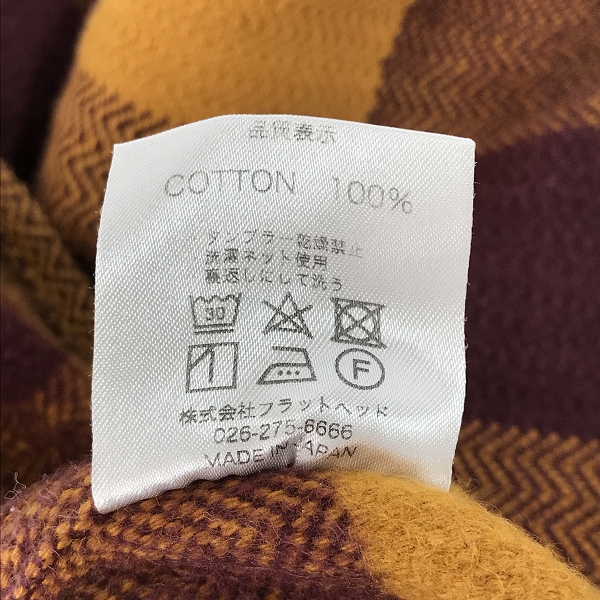 品質表示
COTTON 100%
タンブラー乾燥禁止
洗濯ネット使用
裏返しにして洗う
30
F
株式会社フラットヘッド
026-275-6666
MADE IN JAPAN